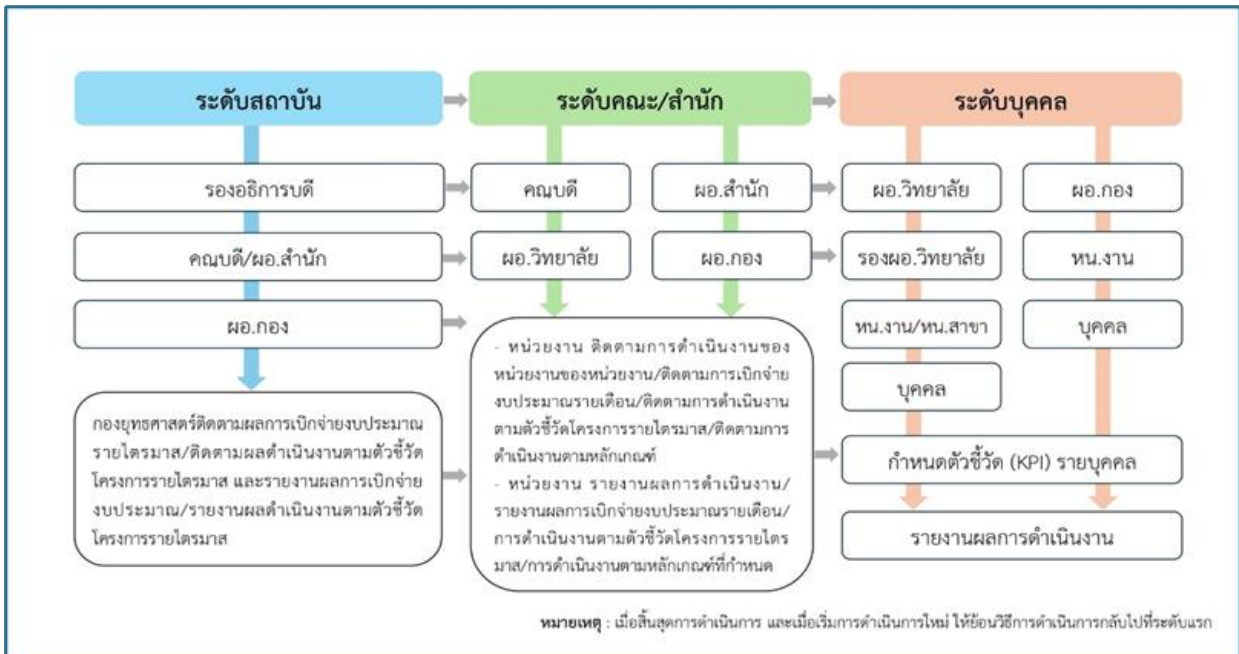 ระดับสถาบัน
ระดับคณะ/สำนัก
ระดับบุคคล
รองอธิการบดี
คณบดี
ผอ.สำนัก
ผอ.วิทยาลัย
ผอ.กอง
คณบดี/ผอ.สำนัก
ผอ.วิทยาลัย
ผอ.กอง
รองผอ.วิทยาลัย
หน.งาน
ผอ.กอง
หน.งาน/หน.สาขา
บุคคล
บุคคล
กองยุทธศาสตร์ติดตามผลการเบิกจ่ายงบประมาณ
รายไตรมาส/ติดตามผลดำเนินงานตามตัวชี้วัด
โครงการรายไตรมาส และรายงานผลการเบิกจ่าย
งบประมาณ/รายงานผลดำเนินงานตามตัวชี้วัด
โครงการรายไตรมาส
- หน่วยงาน ติดตามการดำเนินงานของ
หน่วยงานของหน่วยงาน/ติดตามการเบิกจ่าย
งบประมาณรายเดือน/ติดตามการดำเนินงาน
ตามตัวชี้วัดโครงการรายไตรมาส/ติดตามการ
ดำเนินงานตามหลักเกณฑ์
- หน่วยงาน รายงานผลการดำเนินงาน/
รายงานผลการเบิกจ่ายงบประมาณรายเดือน/
การดำเนินงานตามตัวชี้วัดโครงการรายไตร
มาส/การดำเนินงานตามหลักเกณฑ์ที่กำหนด
กำหนดตัวชี้วัด (KPI) รายบุคคล
รายงานผลการดำเนินงาน
หมายเหตุ : เมื่อสิ้นสุดการดำเนินการ และเมื่อเริ่มการดำเนินการใหม่ ให้ย้อนวิธีการดำเนินการกลับไปที่ระดับแรก